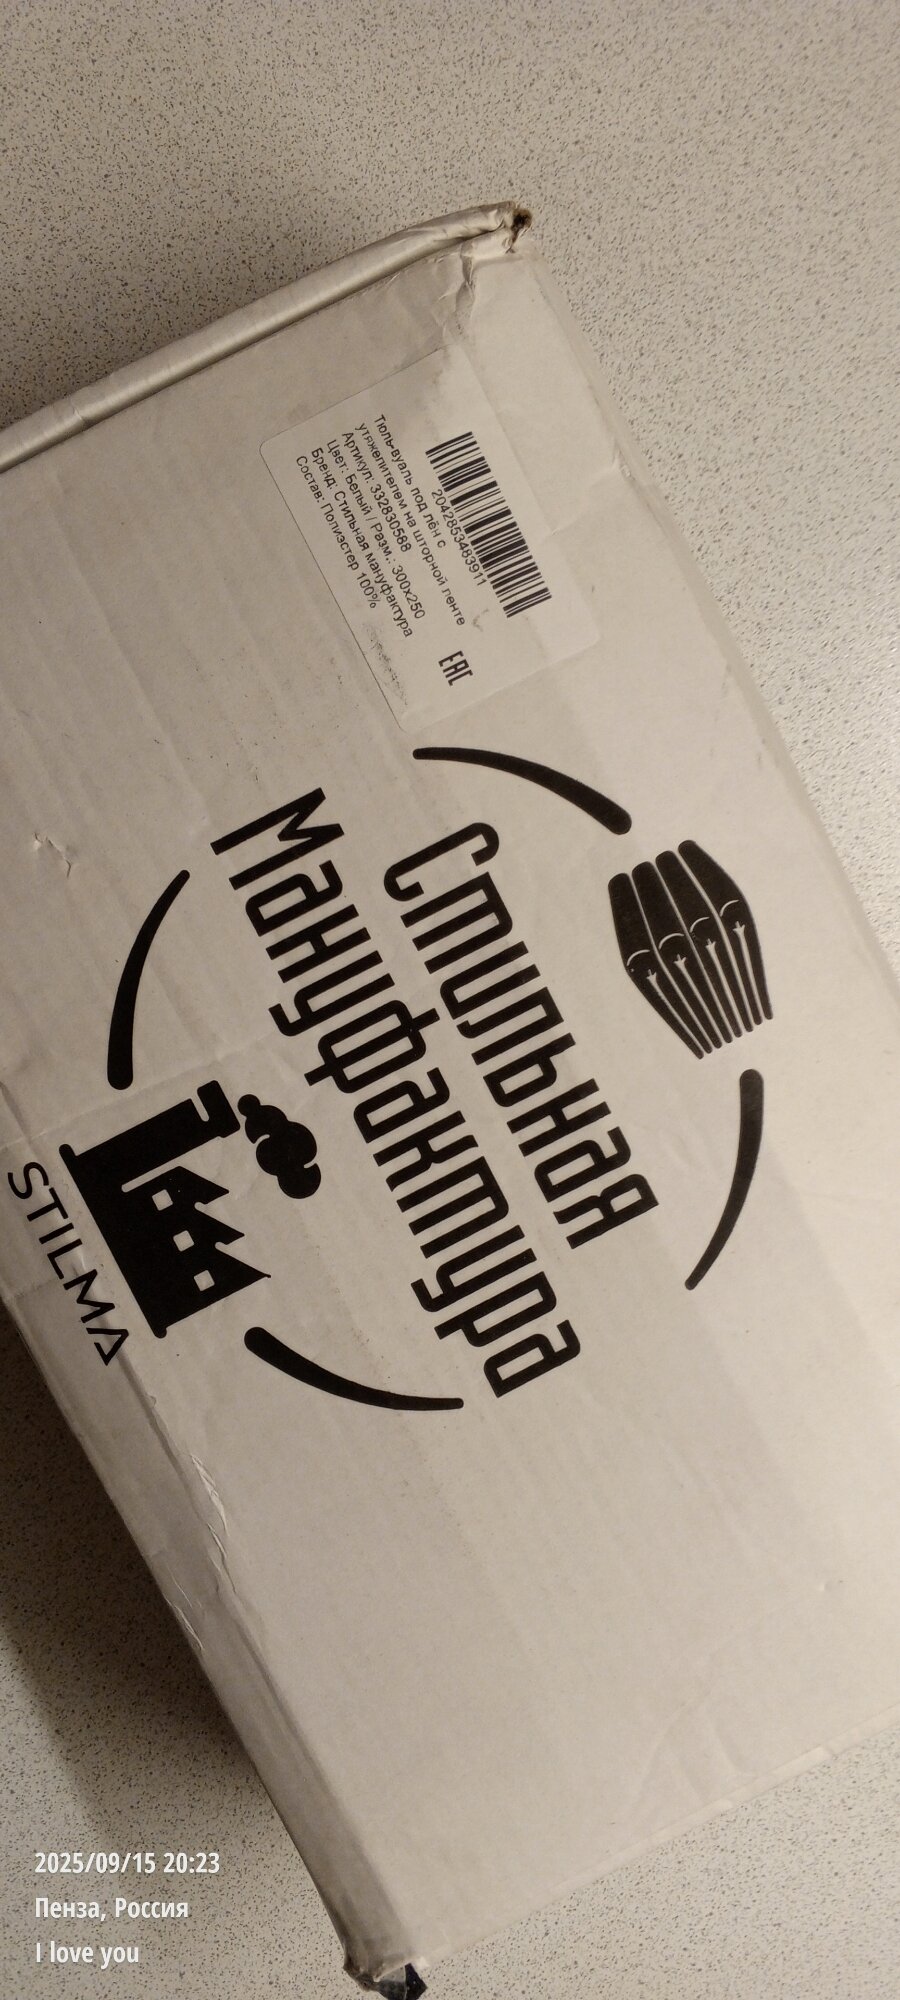 2042853483911
Тюль-вуаль под лён с
утяжелителем на шторной ленте
Артикул: 332830588
Цвет: Белый / Разм.: 300x250
Бренд: Стильная мануфактура
Состав: Полиэстер 100%
EAC
Стильная
Мануфактура
STILMA
2025/09/15 20:23
Пенза, Россия
I love you